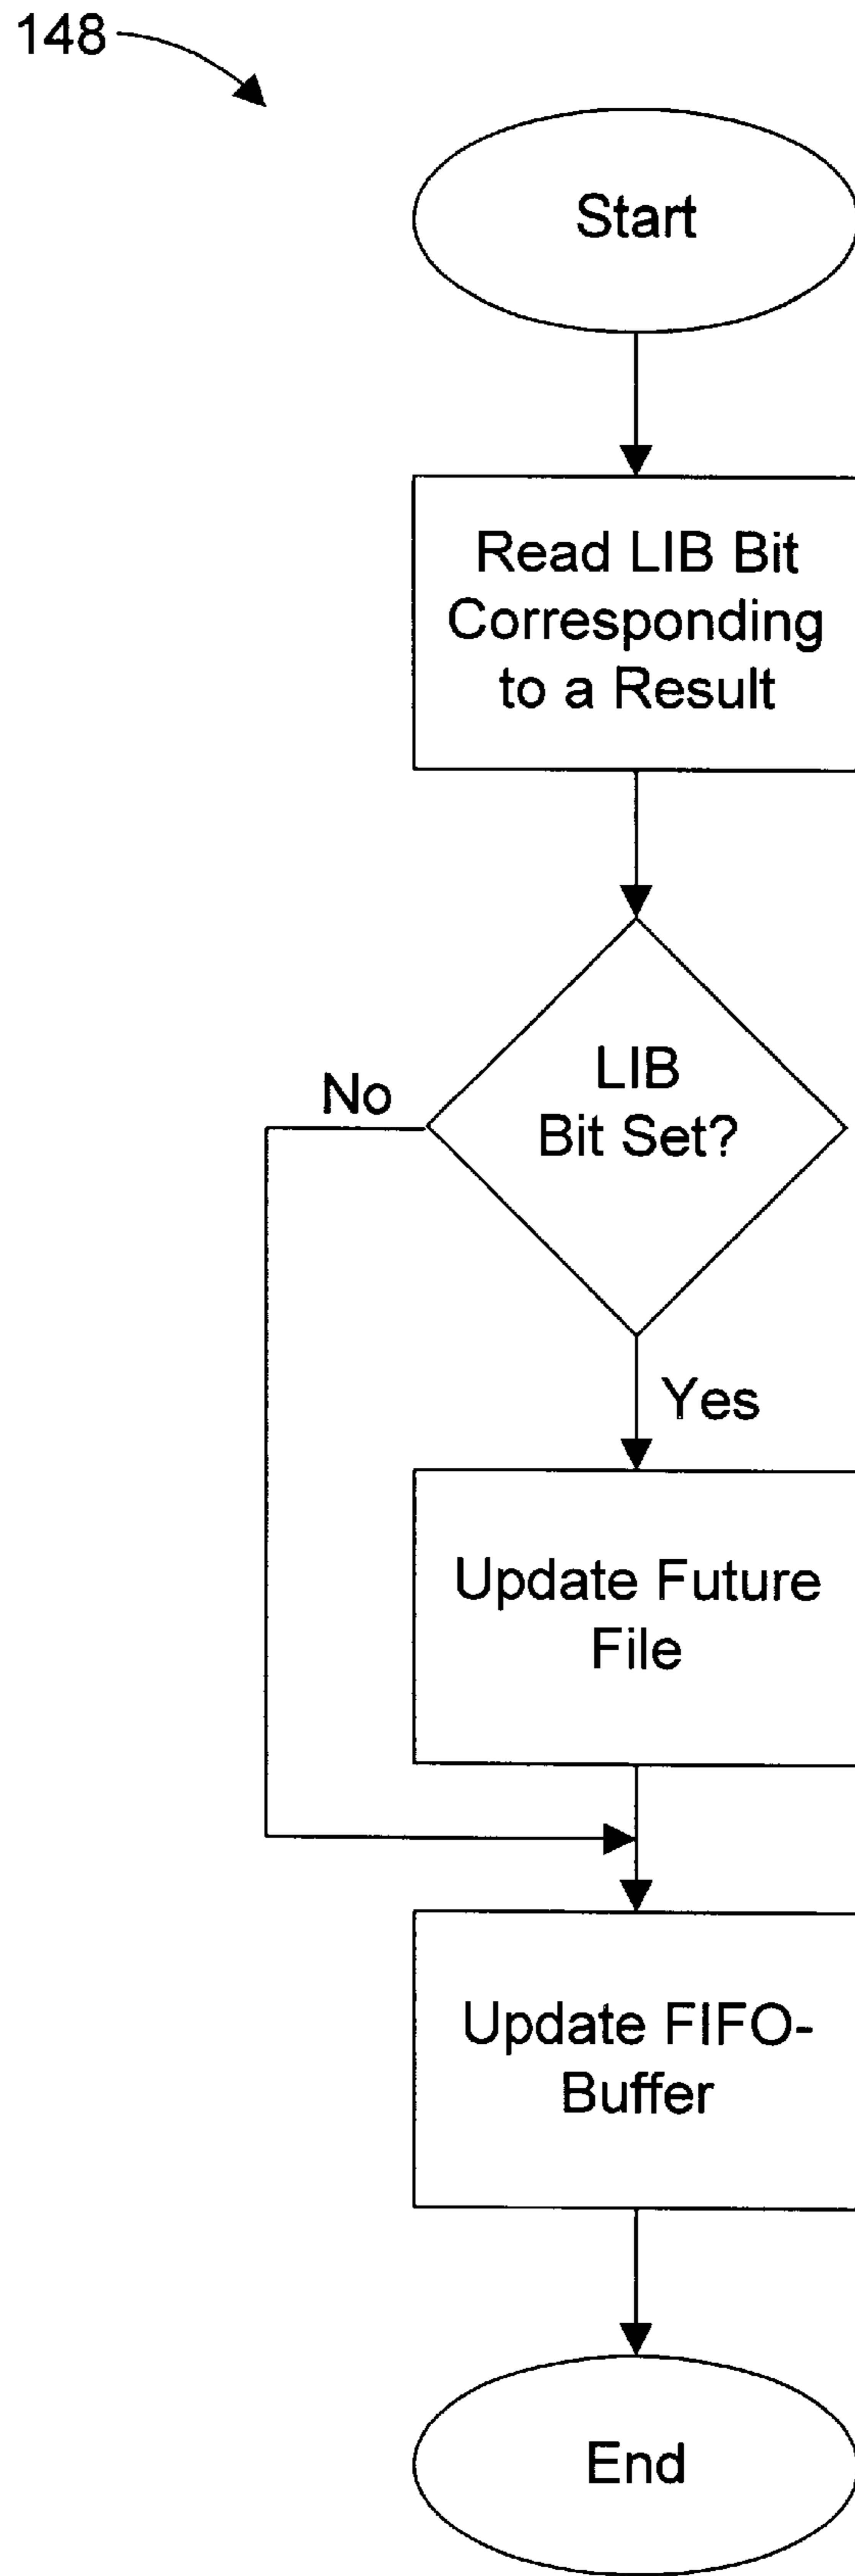 148
Start
Read LIB Bit
Corresponding
to a Result
LIB
Bit Set?
No
Yes
Update Future
File
Update FIFO-
Buffer
End